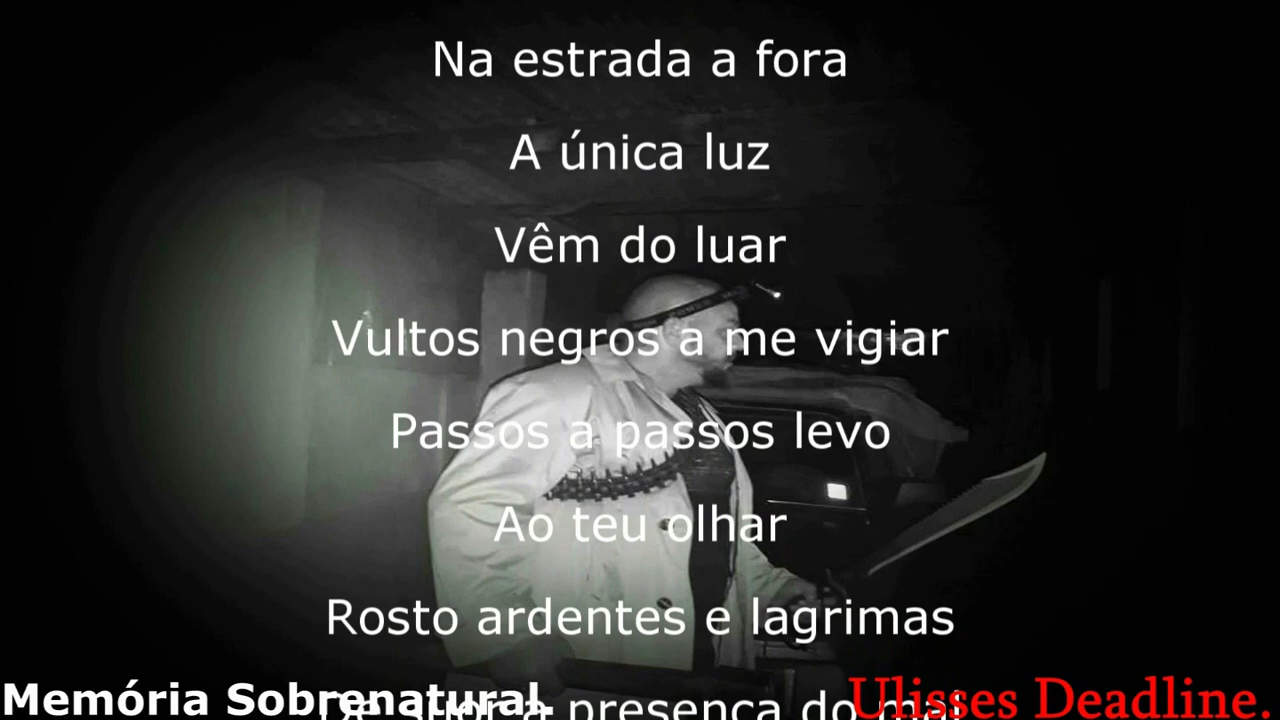 Na estrada a fora
A única luz
Vêm do luar
Vultos negros a me vigiar
Passos a passos levo
Ao teu olhar
Rosto ardentes e lagrimas
a presença do
Memória Sobrenatural.
Ulisses Deadline.